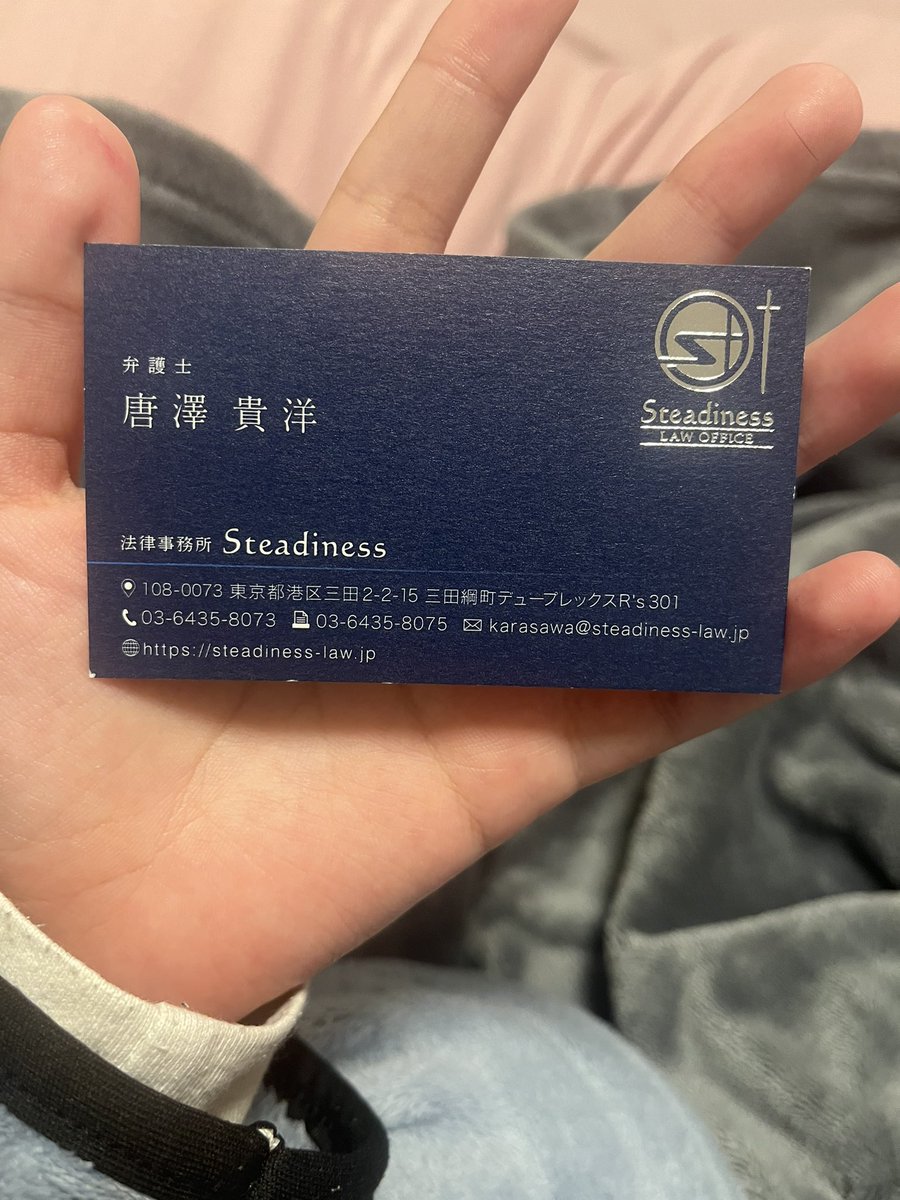 弁護士
唐澤 貴洋
St
Steadiness
LAW OFFICE
法律事務所 Steadiness
108-0073 東京都港区三田2-2-15 三田綱町デュープレックスR's301
03-6435-8073 03-6435-8075 karasawa@steadiness-law.jp
https://steadiness-law.jp